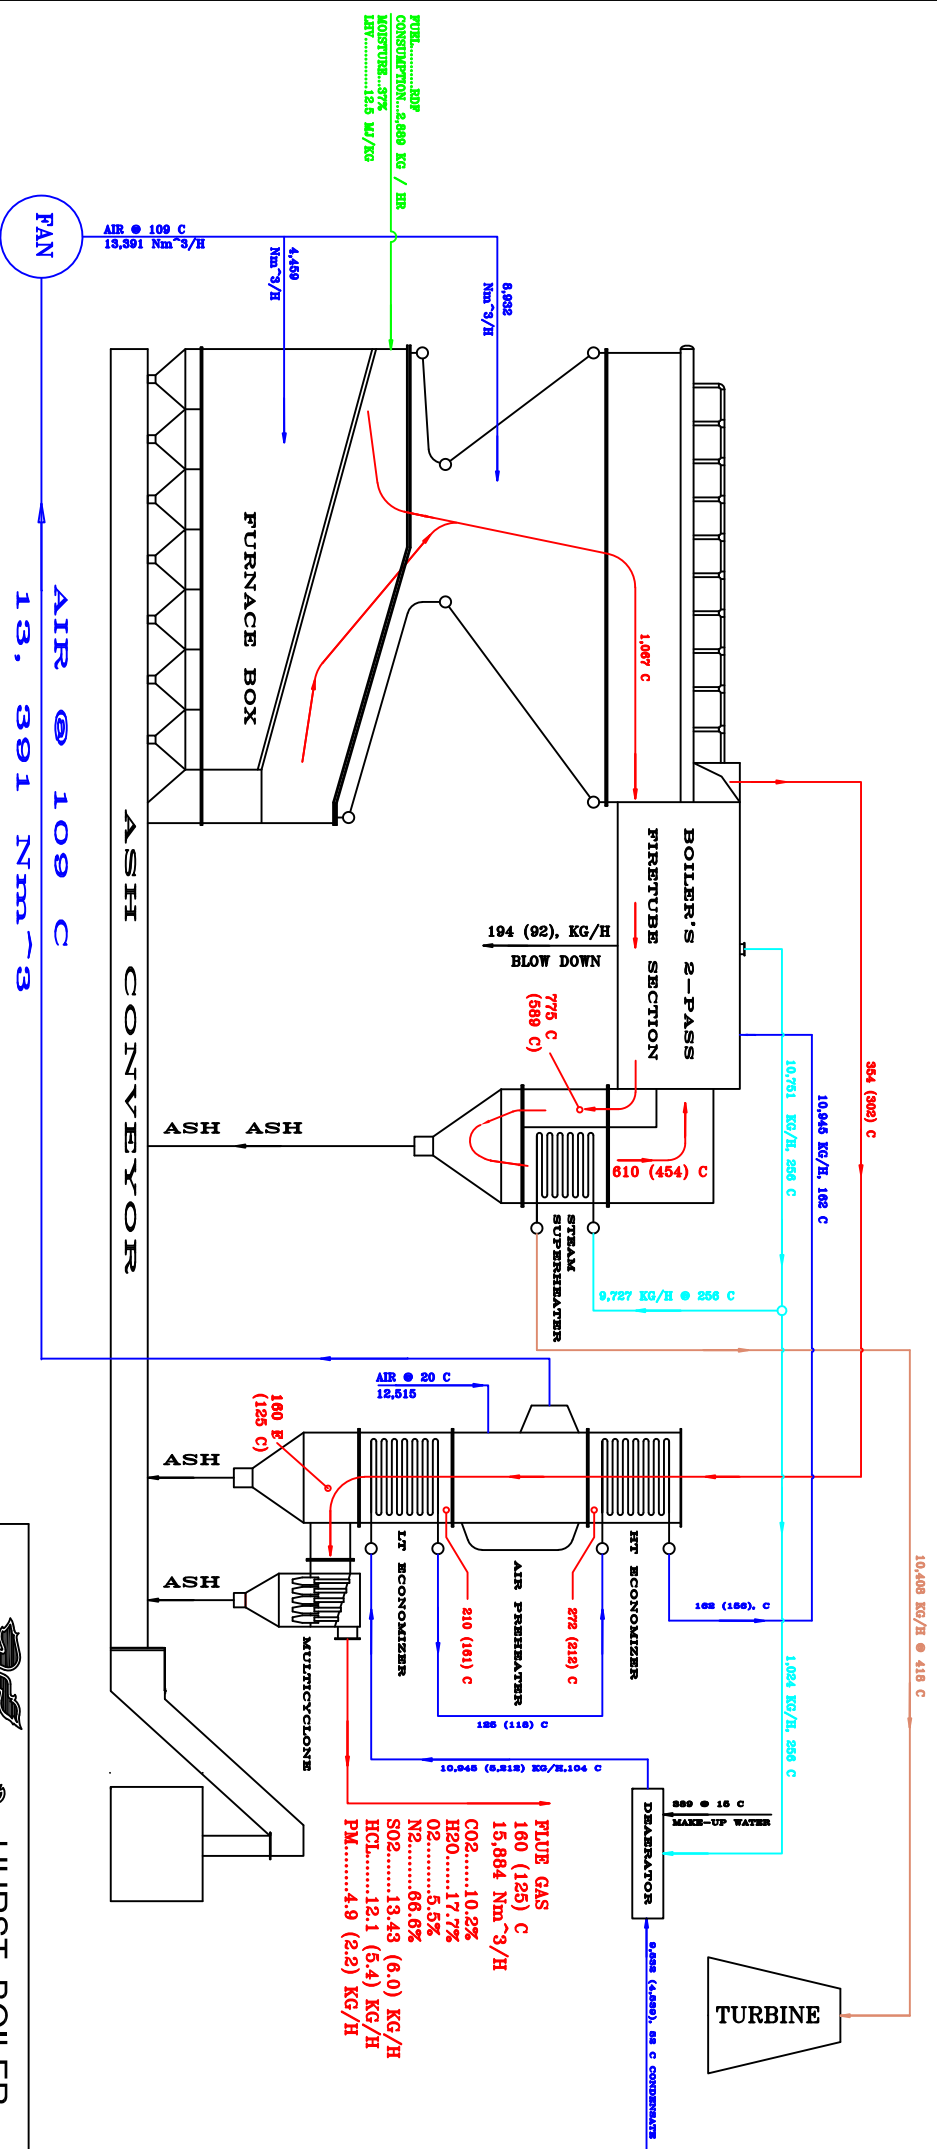 FUEL...........RDF
CONSUMPTION...2,889 KG / HR
MOISTURE...37%
LHV............12.5 MJ/KG
FAN
AIR @ 109 C
13,391 Nm^3/H
4,459
Nm^3/H
8,932
Nm^3/H
FURNACE BOX
1,067 C
AIR @ 109 C
13, 391 Nm^3
ASH CONVEYOR
BOILER'S 2-PASS
FIRETUBE SECTION
194 (92), KG/H
BLOW DOWN
775 C
(589 C)
610 (454) C
ASH ASH
STEAM
SUPERHEATER
354 (302) C
10,751 KG/H, 256 C
10,945 KG/H, 162 C
9,727 KG/H @ 256 C
AIR @ 20 C
12,515
160 F
(125 C)
ASH
ASH
LT ECONOMIZER
AIR PREHEATER
HT ECONOMIZER
MULTICYCLONE
210 (161) C
272 (212) C
162 (156), C
125 (118) C
10,945 (5,212) KG/H,104 C
1,024 KG/H, 256 C
10,408 KG/H @ 418 C
889 @ 15 C
MAKE-UP WATER
DEAERATOR
TURBINE
FLUE GAS
160 (125) C
15,884 Nm^3/H
CO2.....10.2%
H2O.....17.7%
O2.......5.5%
N2.......66.6%
SO2......13.43 (6.0) KG/H
HCL......12.1 (5.4) KG/H
PM.......4.9 (2.2) KG/H
C CONDENSATE
HURST BOILER